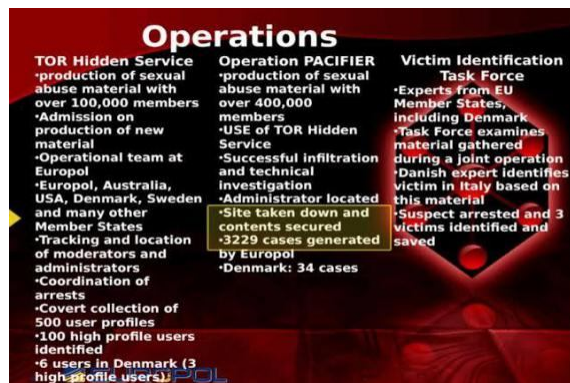 Operations
TOR Hidden Service
•production of sexual
abuse material with
over 100,000 members
•Admission on
production of new
material
•Operational team at
Europol
•Europol, Australia,
USA, Denmark, Sweden
and many other
Member States
•Tracking and location
of moderators and
administrators
•Coordination of
arrests
•Covert collection of
500 user profiles
•100 high profile users
identified
•6 users in Denmark (3
high profile users)
Operation PACIFIER
•production of sexual
abuse material with
over 400,000
members
•USE of TOR Hidden
Service
•Successful infiltration
and technical
investigation
•Administrator located
•Site taken down and
contents secured
•3229 cases generated
by Europol
•Denmark: 34 cases
Victim Identification
Task Force
•Experts from EU
Member States,
including Denmark
•Task Force examines
material gathered
during a joint operation
•Danish expert identifies
victim in Italy based on
this material
•Suspect arrested and 3
victims identified and
saved
EUROPOL